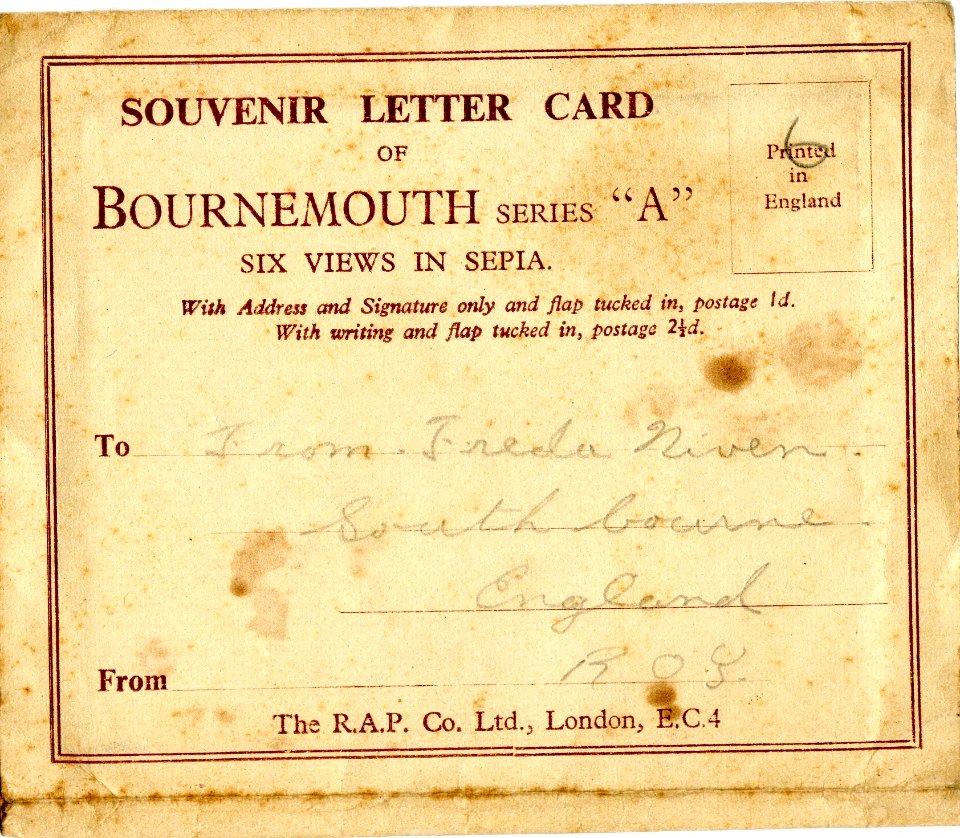 SOUVENIR LETTER CARD
OF
BOURNEMOUTH SERIES "A"
SIX VIEWS IN SEPIA.
Printed
in
England
6
With Address and Signature only and flap tucked in, postage 1d.
With writing and flap tucked in, postage 2½d.
To From Freda Niven.
Southbourne.
England
From R O
The R.A.P. Co. Ltd., London, E.C.4